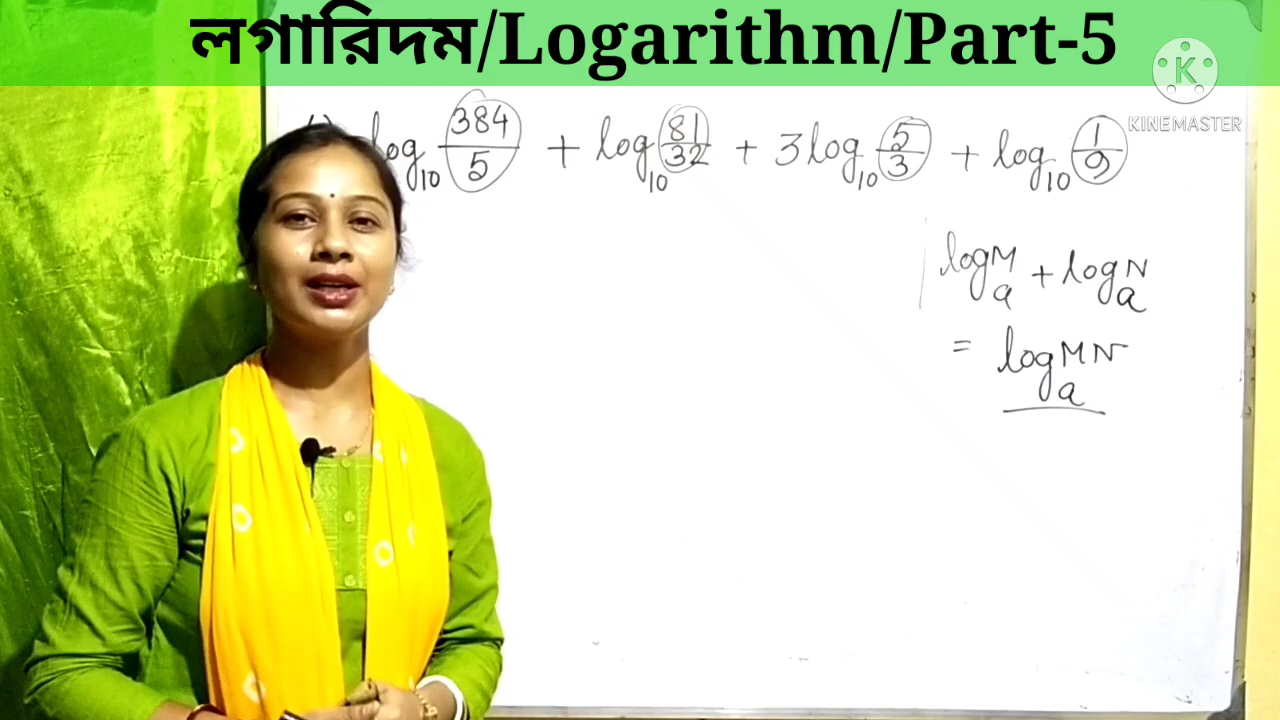 লগারিদম/Logarithm/Part-5
K
KINEMASTER
log₁₀ 384/5 + log₁₀ 81/32 + 3log₁₀ 5/3 + log₁₀ 1/9
logₐM + logₐN
= logₐMN